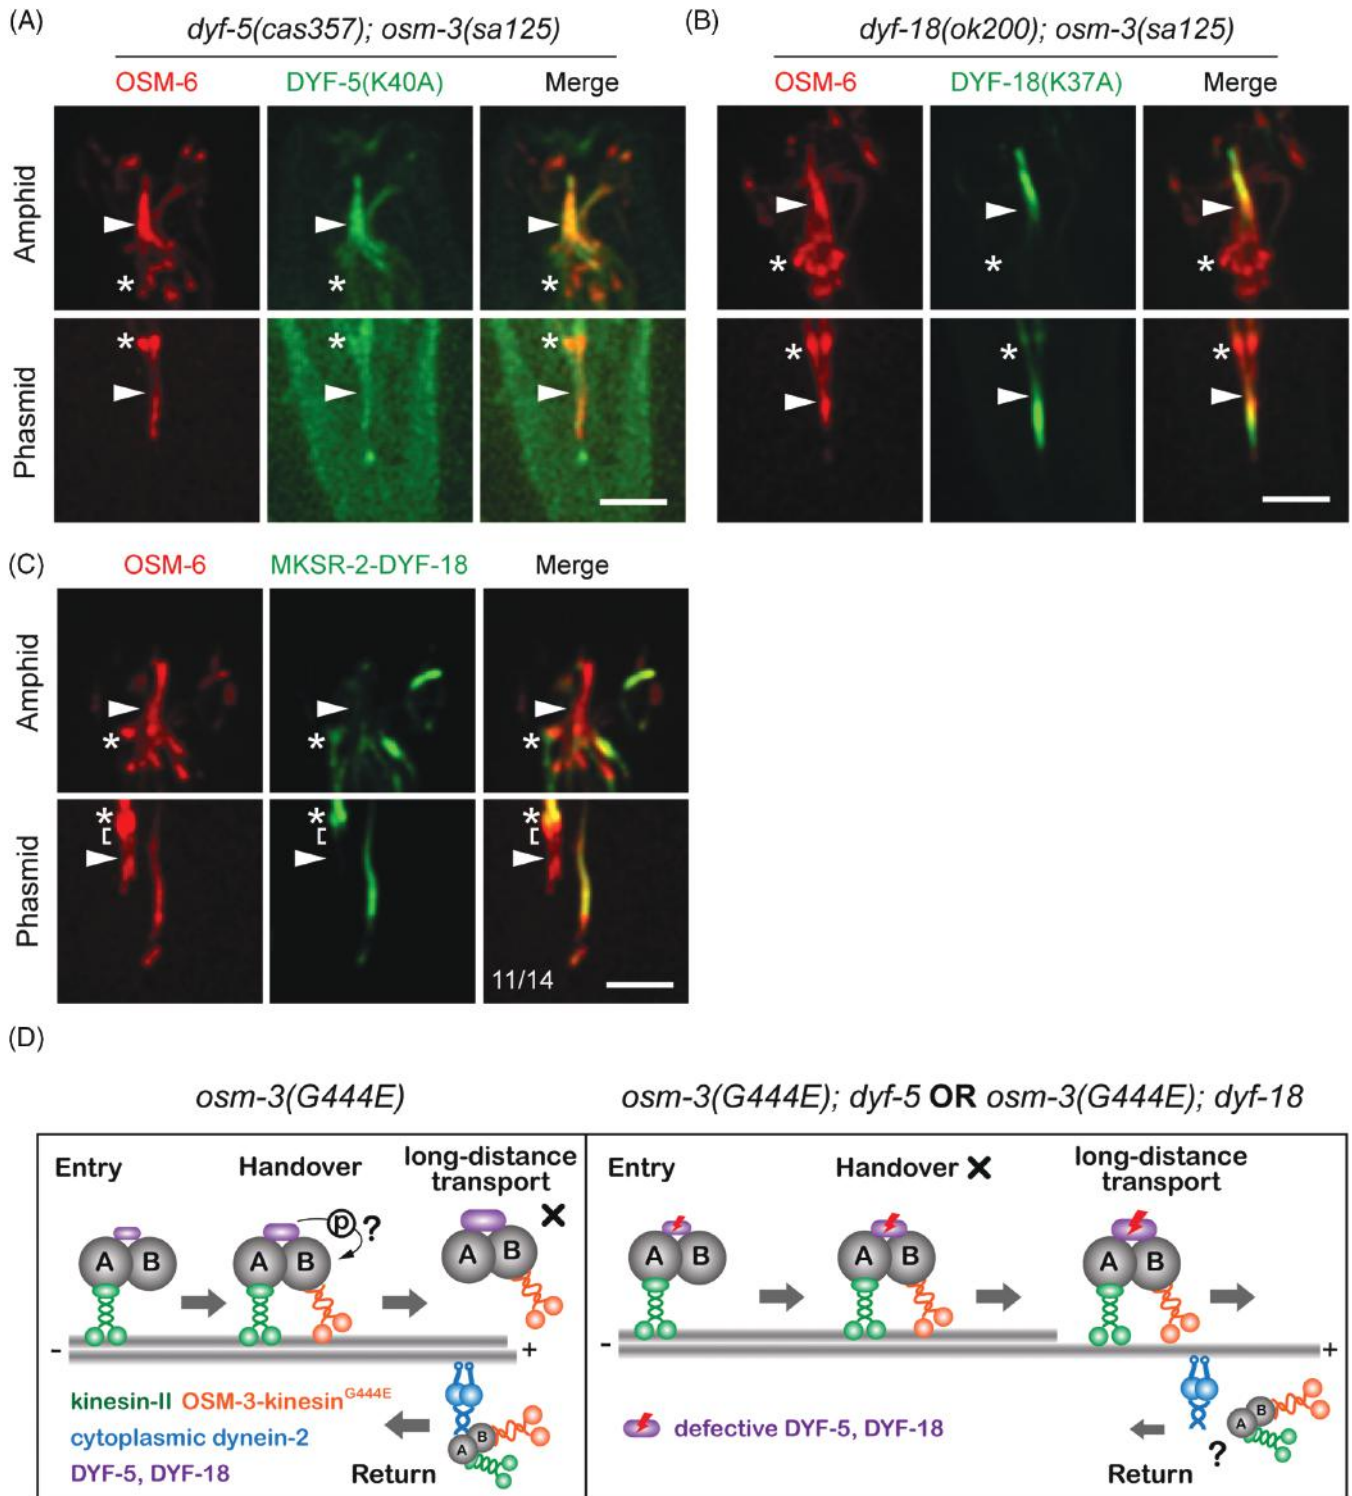 (A)
dyf-5(cas357); osm-3(sa125)
OSM-6 DYF-5(K40A) Merge
Amphid
*
*
*
Phasmid
*
*
*
(B)
dyf-18(ok200); osm-3(sa125)
OSM-6 DYF-18(K37A) Merge
*
*
*
*
*
*
(C)
OSM-6 MKSR-2-DYF-18 Merge
Amphid
*
*
*
Phasmid
*
*
*
[
[
[
11/14
(D)
osm-3(G444E)
Entry
Handover
long-distance
transport
A B
A B
p ?
A B
- +
kinesin-II OSM-3-kinesinG444E
cytoplasmic dynein-2
DYF-5, DYF-18
A B
Return
osm-3(G444E); dyf-5 OR osm-3(G444E); dyf-18
Entry
Handover
long-distance
transport
A B
A B
A B
- +
defective DYF-5, DYF-18
A B
?
Return